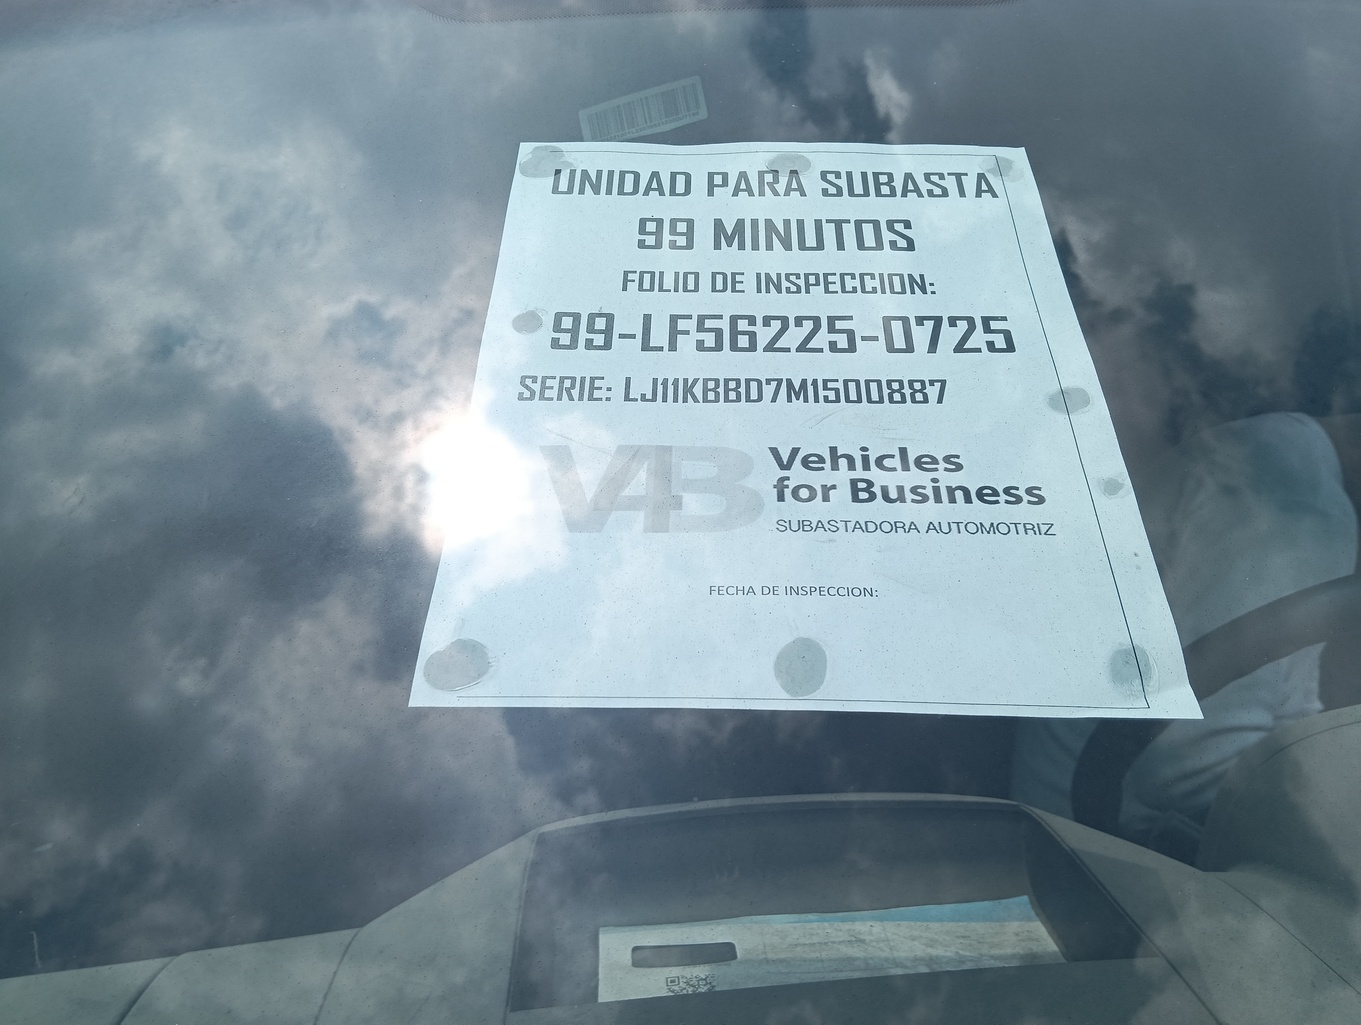 UNIDAD PARA SUBASTA
99 MINUTOS
FOLIO DE INSPECCION:
99-LF56225-0725
SERIE: LJ11KBBD7M1500887
V4B
Vehicles
for Business
SUBASTADORA AUTOMOTRIZ
FECHA DE INSPECCION: